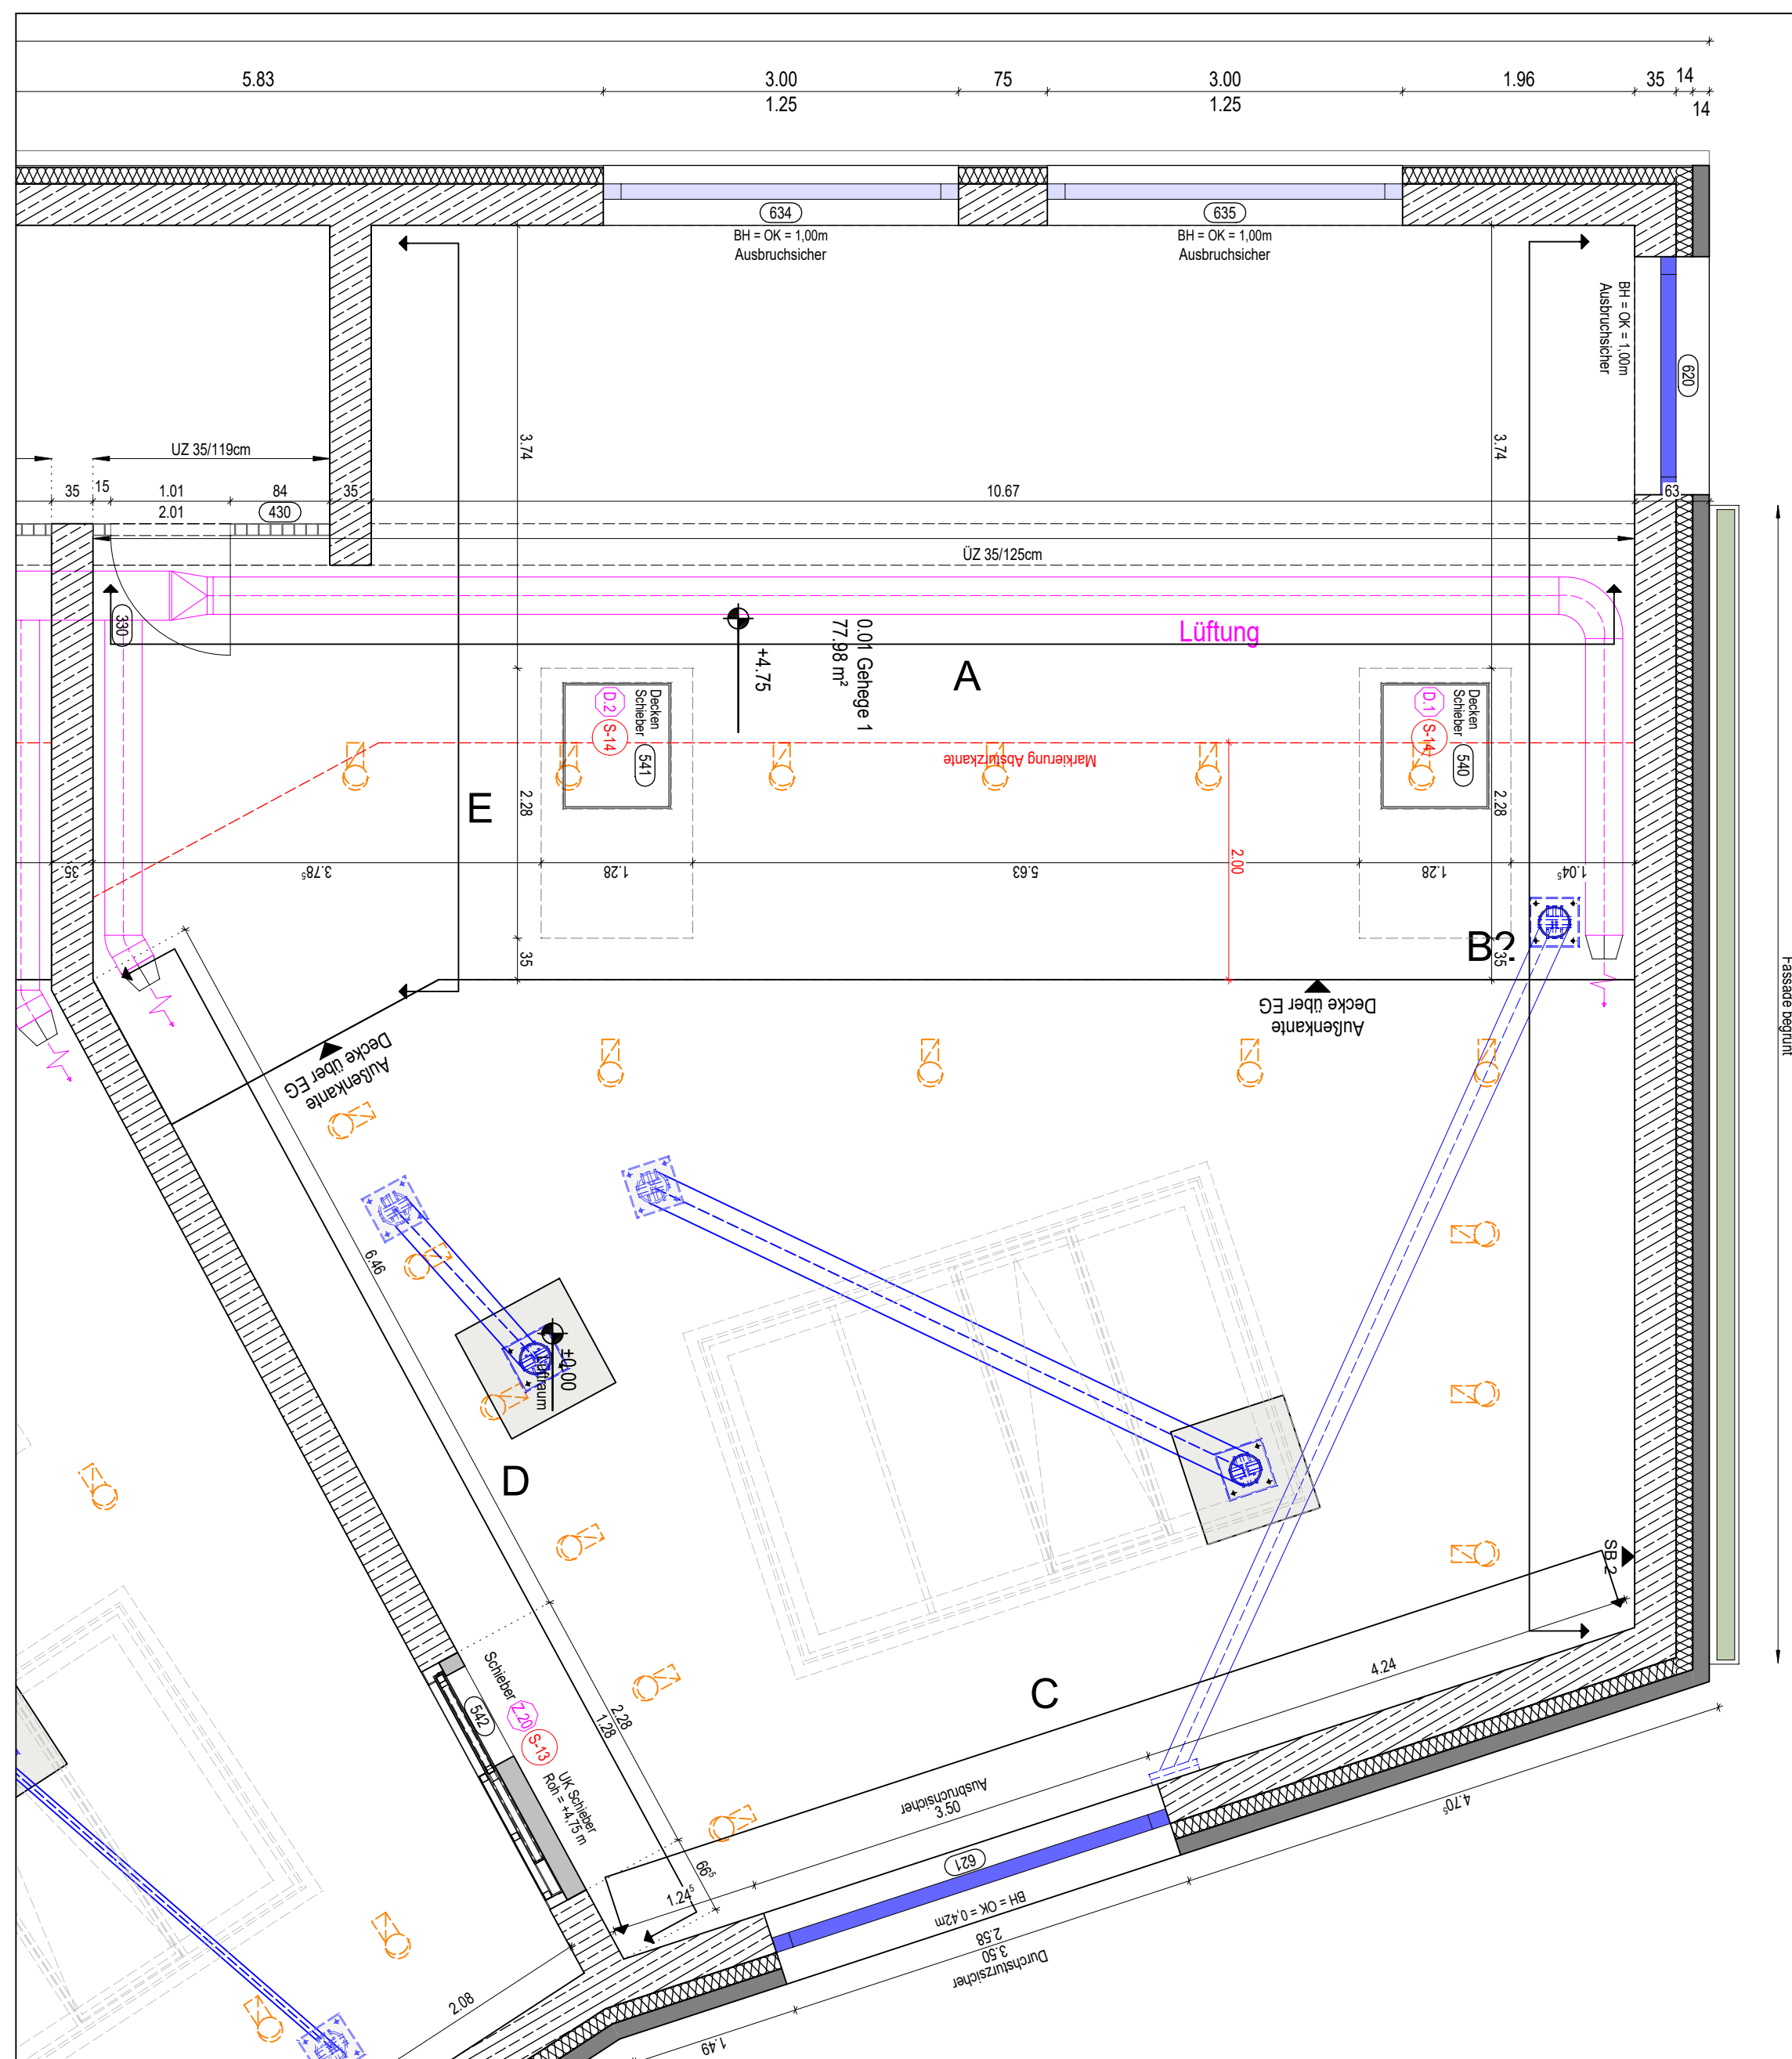 5.83
3.00
1.25
75
3.00
1.25
1.96
35
14
14
634
BH = OK = 1,00m
Ausbruchsicher
635
BH = OK = 1,00m
Ausbruchsicher
BH = OK = 1,00m
Ausbruchsicher
620
UZ 35/119cm
3.74
3.74
35
15
1.01
2.01
84
430
35
10.67
63
ÜZ 35/125cm
330
Lüftung
0.01 Gehege 1
77.98 m²
+4.75
A
Decken
Schieber
D.2
S-14
541
Decken
Schieber
D.1
S-14
540
Markierung Absturzkante
E
2.28
2.28
2.00
35
3.78⁵
1.28
5.63
1.28
1.04⁵
B2
35
35
Außenkante
Decke über EG
Außenkante
Decke über EG
Fassade begrünt
6.46
±0.00
Luftraum
D
SB 2
C
4.24
Schieber
Z.20
S-13
542
2.28
1.28
UK Schieber
Roh = +4,75 m
Ausbruchsicher
3.50
66⁵
1.24⁵
621
BH = OK = 0,42m
2.58
3.50
Durchsturzsicher
4.70⁵
2.08
1.49